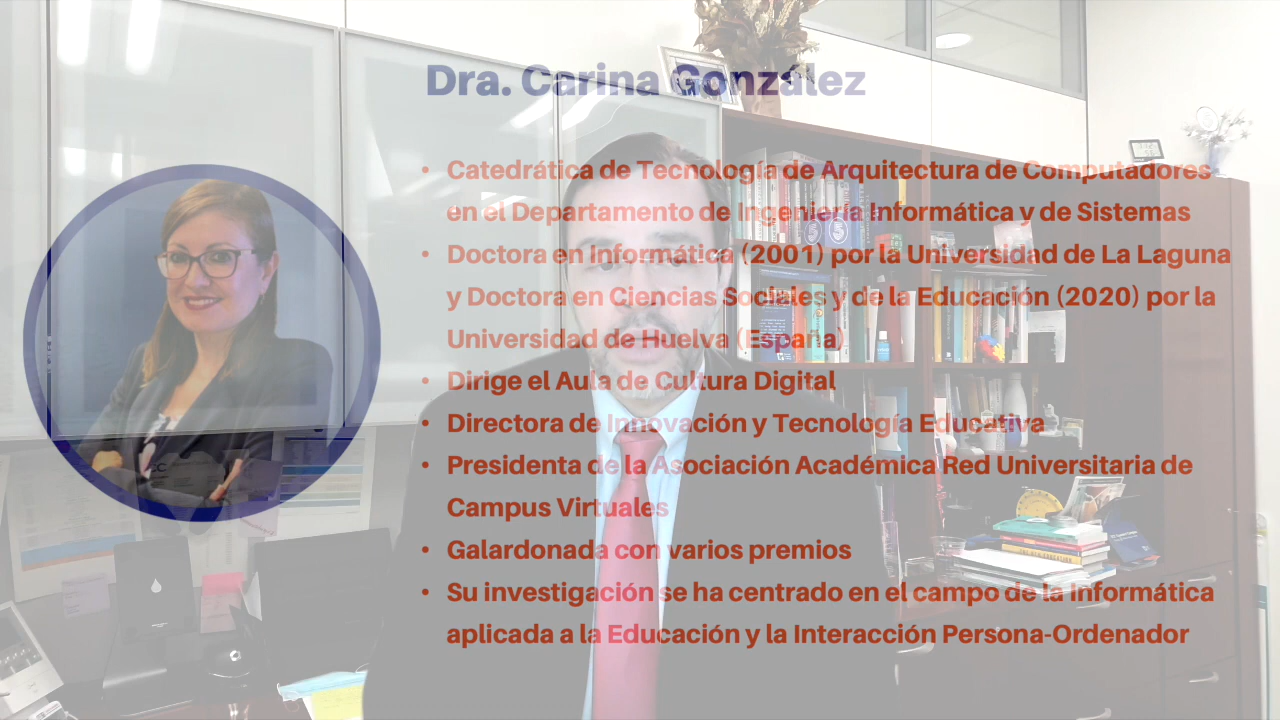 Dra. Carina González
• Catedrática de Tecnología de Arquitectura de Computadores
en el Departamento de Ingeniería Informática y de Sistemas
• Doctora en Informática (2001) por la Universidad de La Laguna
y Doctora en Ciencias Sociales y de la Educación (2020) por la
Universidad de Huelva (España)
• Dirige el Aula de Cultura Digital
• Directora de Innovación y Tecnología Educativa
• Presidenta de la Asociación Académica Red Universitaria de
Campus Virtuales
• Galardonada con varios premios
• Su investigación se ha centrado en el campo de la Informática
aplicada a la Educación y la Interacción Persona-Ordenador